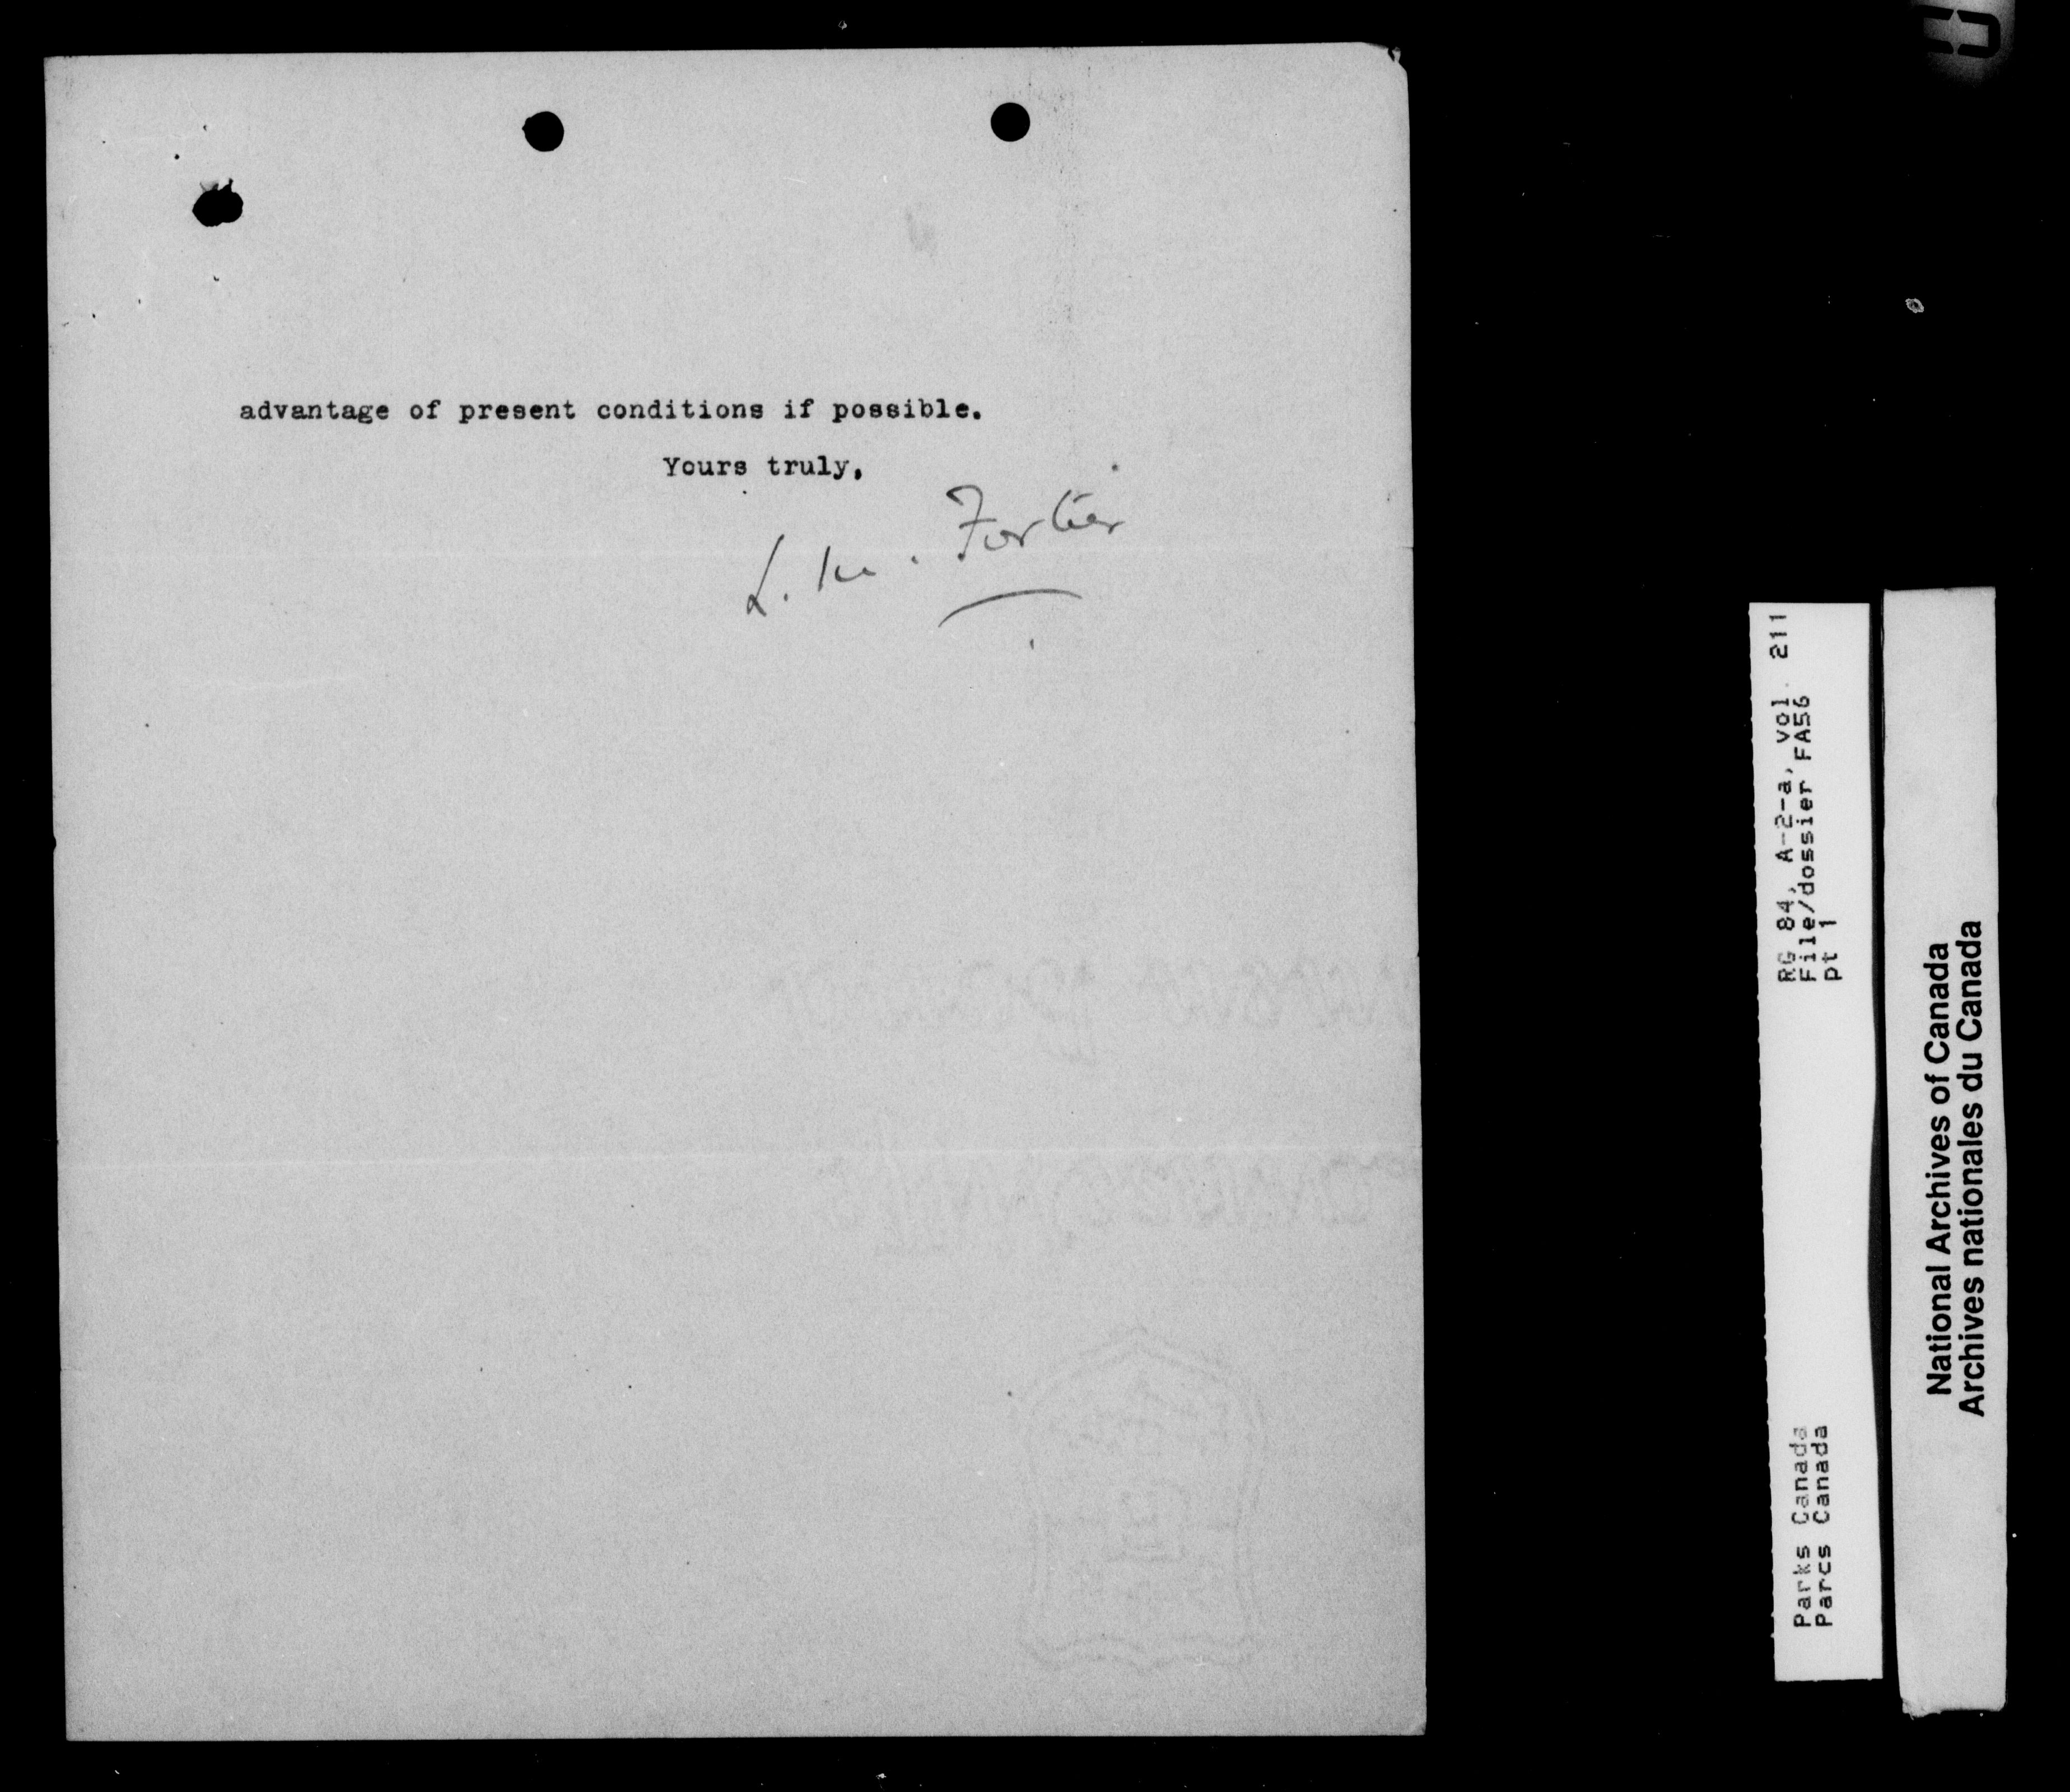 advantage of present conditions if possible.
Yours truly,
L. M. Fortier
RG 84, A-2-a, vol. 211
File/dossier FA56
pt 1
Parks Canada
Parcs Canada
National Archives of Canada
Archives nationales du Canada